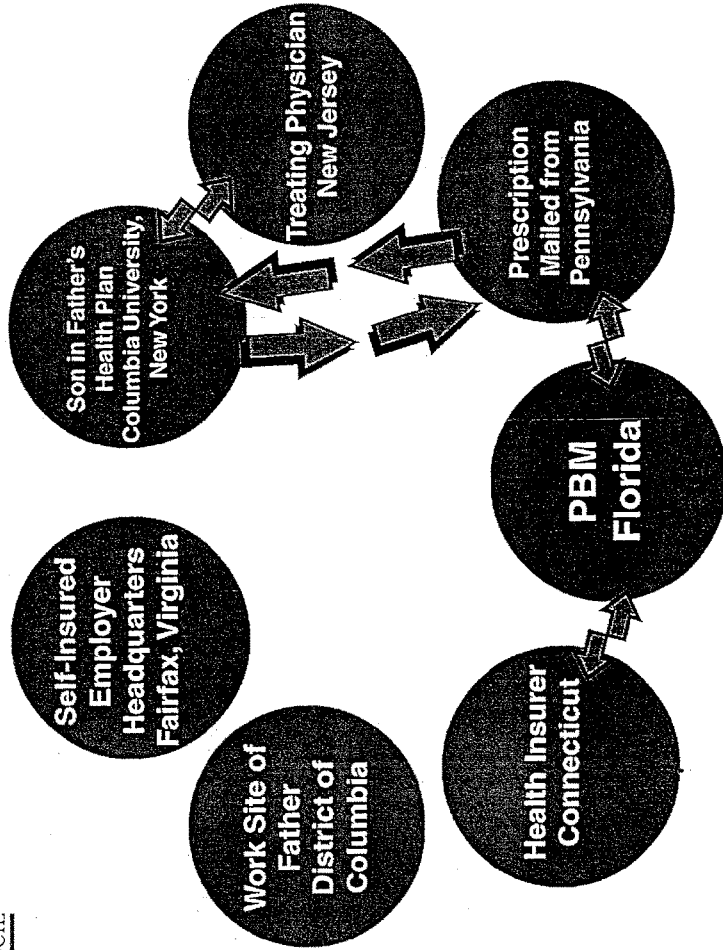 Self-Insured
Employer
Headquarters
Fairfax, Virginia
Son in Father's
Health Plan
Columbia University,
New York
Work Site of
Father
District of
Columbia
Treating Physician
New Jersey
Health Insurer
Connecticut
Prescription
Mailed from
Pennsylvania
PBM
Florida